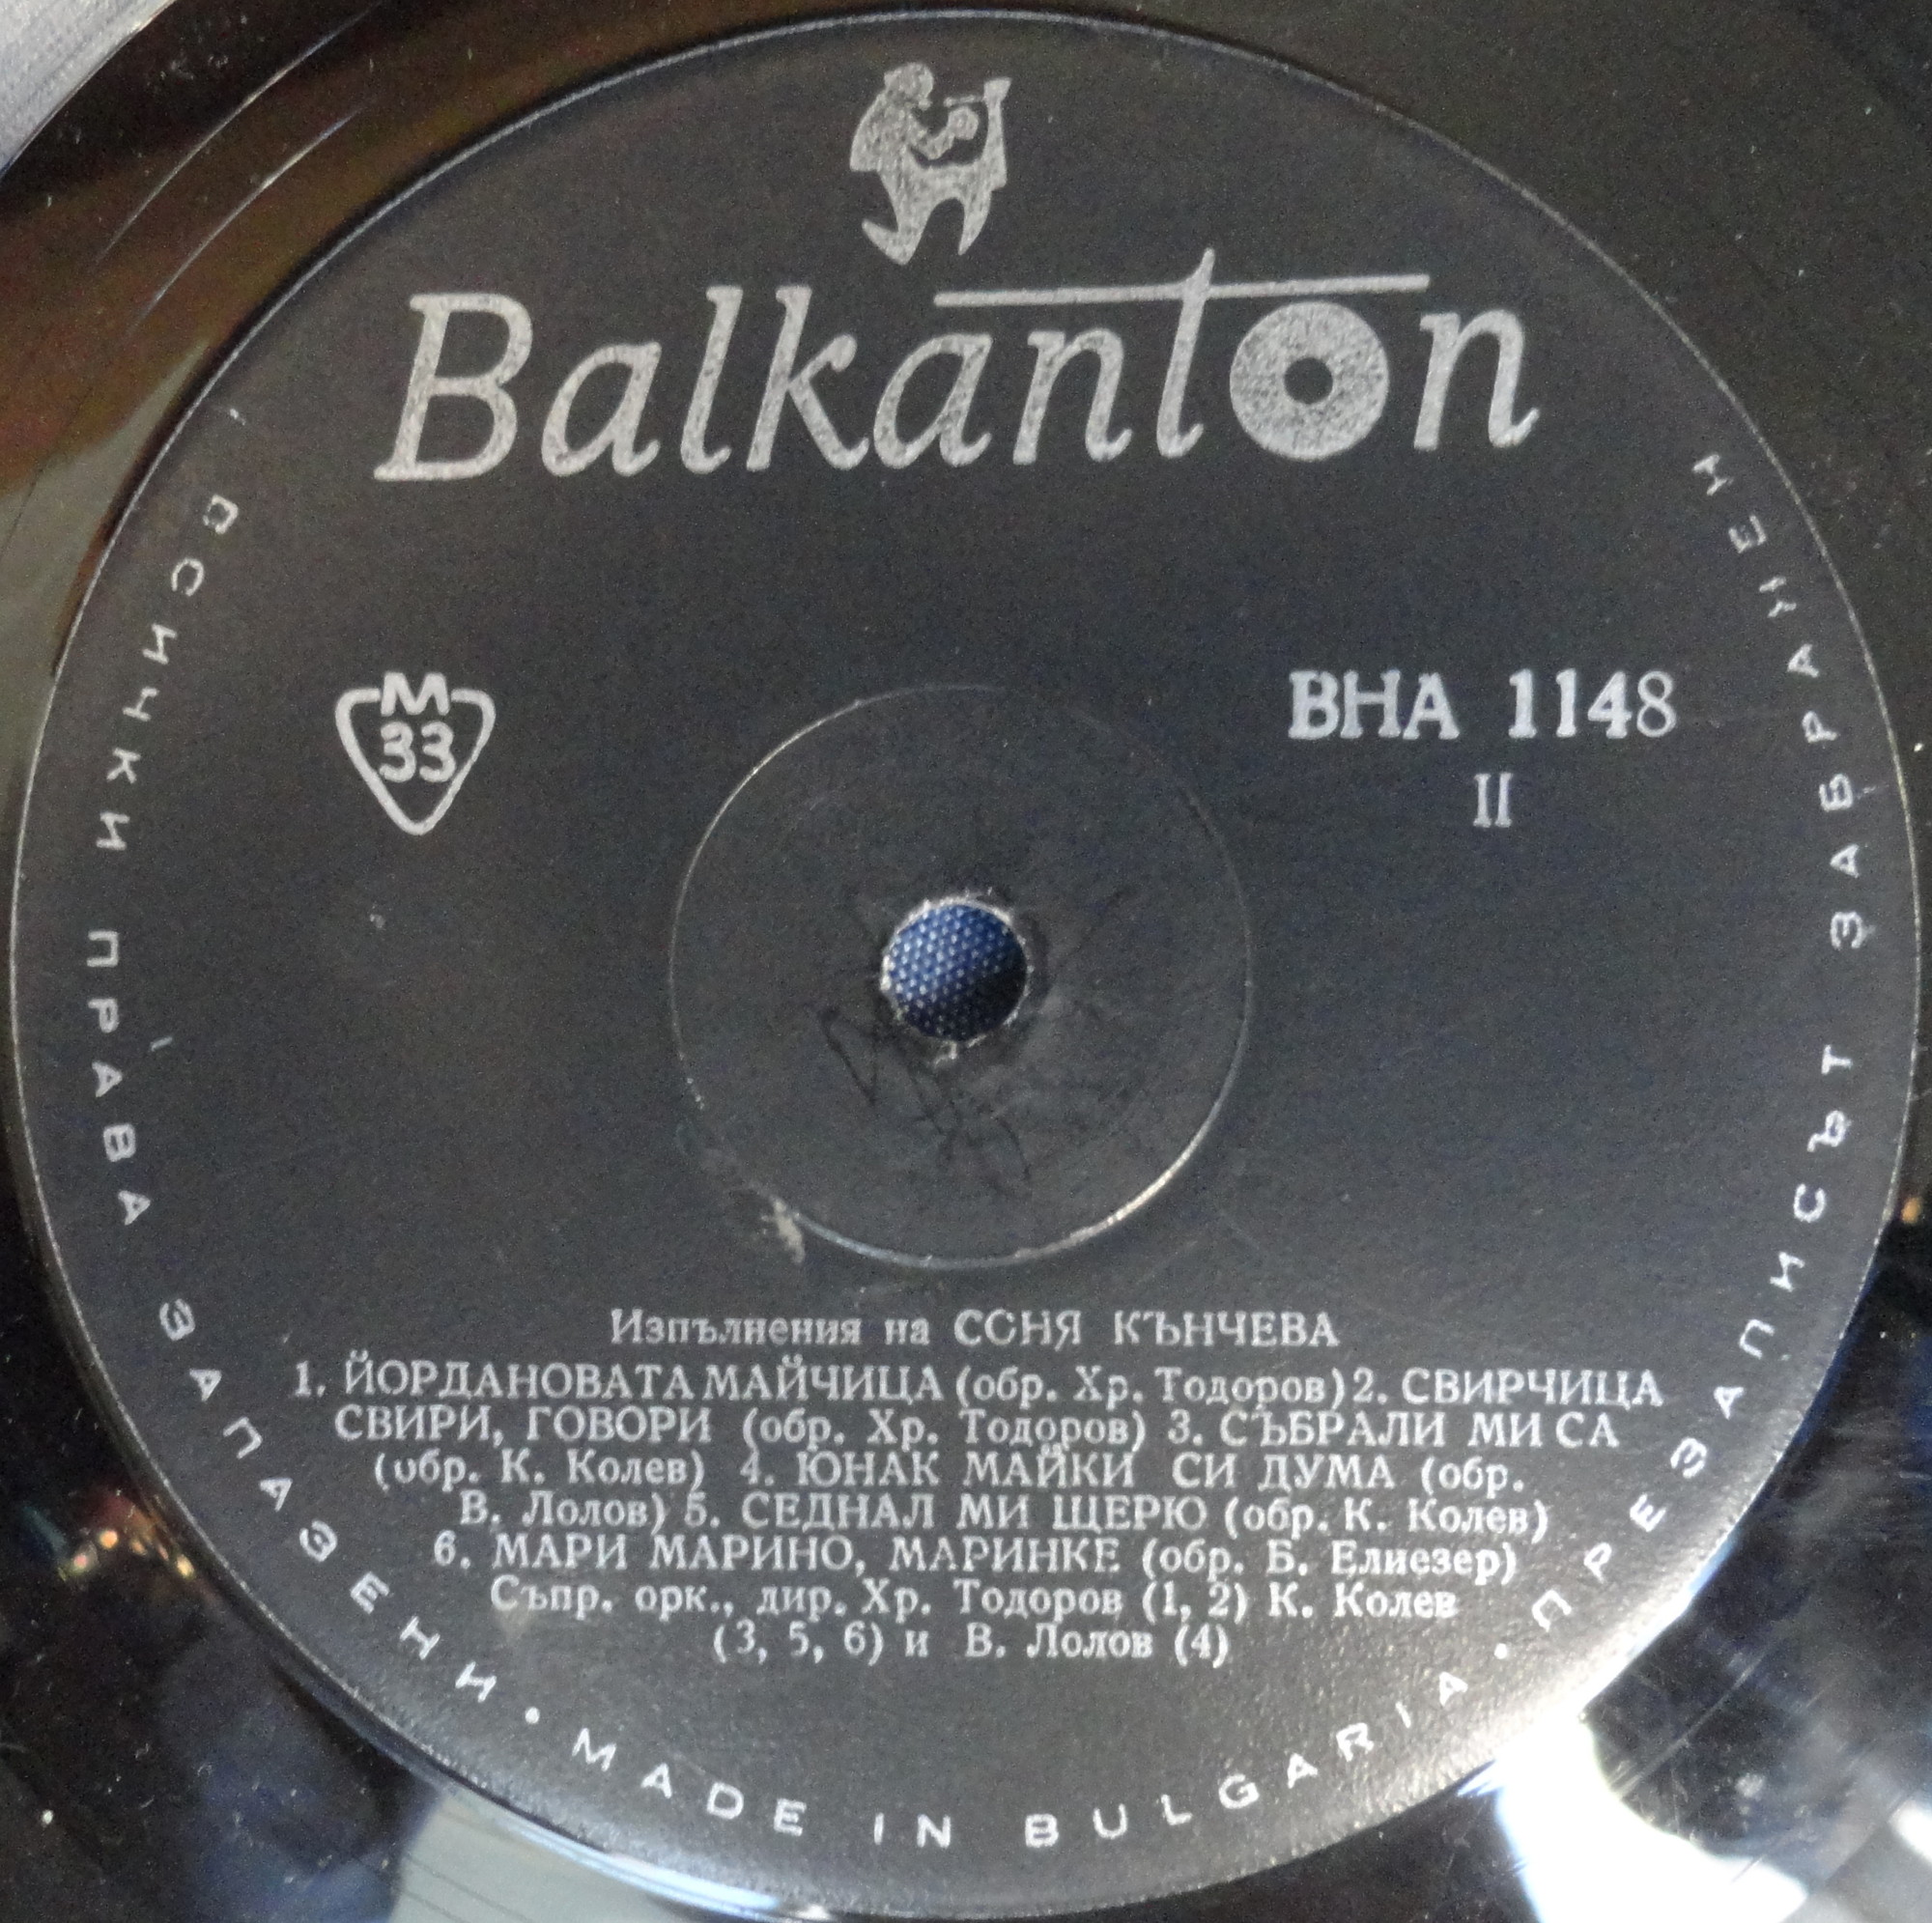 Balkanton
М
33
ВНА 1148
II
Изпълнения на СОНЯ КЪНЧЕВА
1. ЙОРДАНОВАТА МАЙЧИЦА (обр. Хр. Тодоров) 2. СВИРЧИЦА
СВИРИ, ГОВОРИ (обр. Хр. Тодоров) 3. СЪБРАЛИ МИ СА
(обр. К. Колев) 4. ЮНАК МАЙКИ СИ ДУМА (обр.
В. Лолов) 5. СЕДНАЛ МИ ЩЕРЮ (обр. К. Колев)
6. МАРИ МАРИНО, МАРИНКЕ (обр. Б. Елиезер)
Съпр. орк., дир. Хр. Тодоров (1, 2) К. Колев
(3, 5, 6) и В. Лолов (4)
ВСИЧКИ ПРАВА ЗАПАЗЕНИ • MADE IN BULGARIA • ПРЕЗАПИСЪТ ЗАБРАНЕН